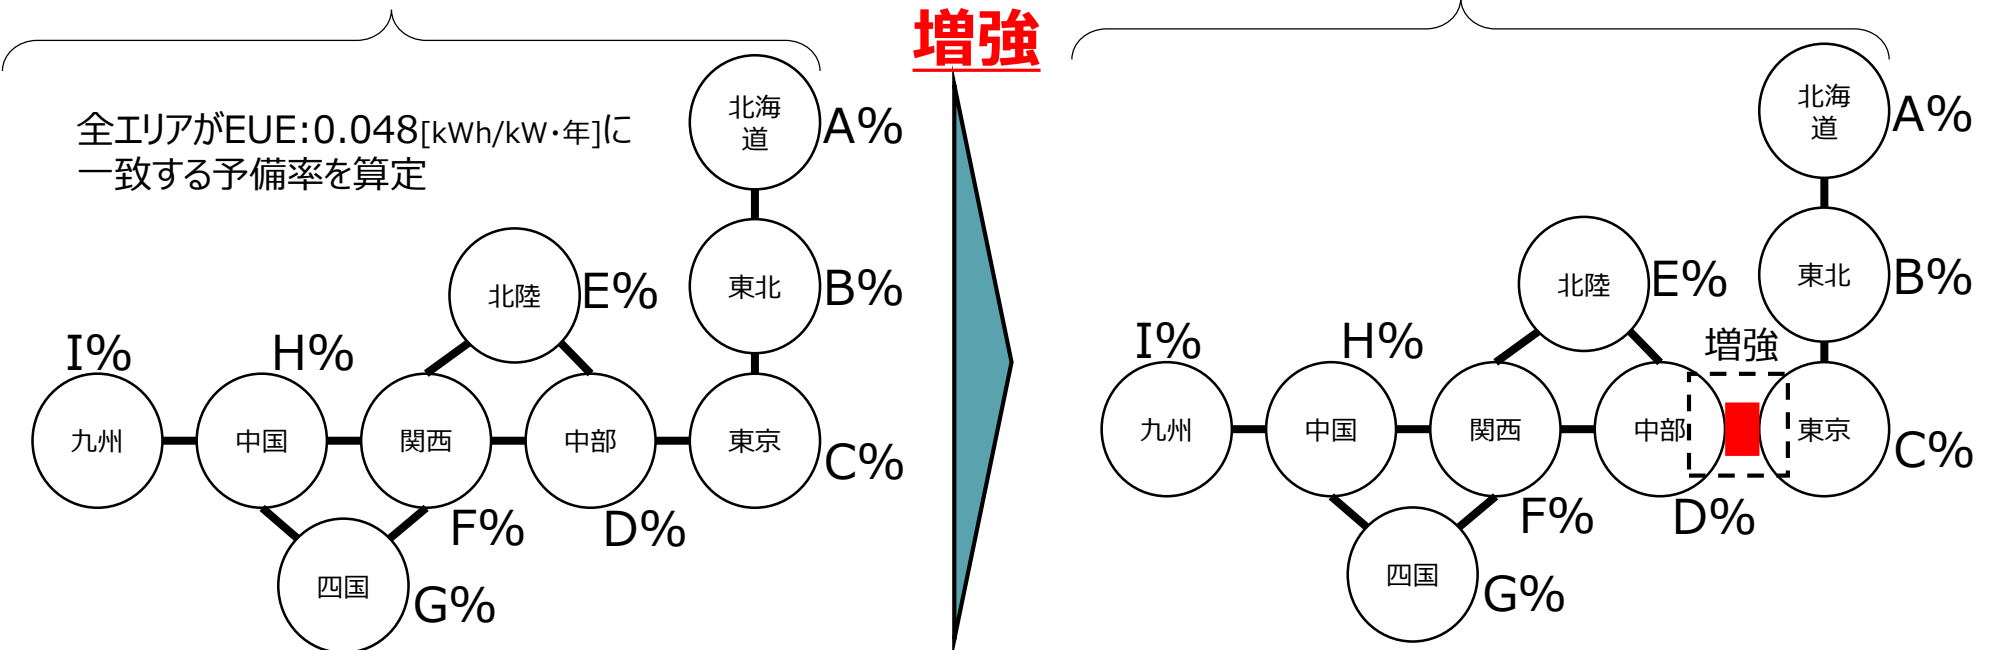 増強
全エリアがEUE:0.048[kWh/kW・年]に
一致する予備率を算定
北海
道
A%
東北
B%
北陸
E%
I%
H%
九州
中国
関西
中部
東京
C%
F%
D%
四国
G%
北海
道
A%
東北
B%
北陸
E%
増強
I%
H%
九州
中国
関西
中部
東京
C%
F%
D%
四国
G%